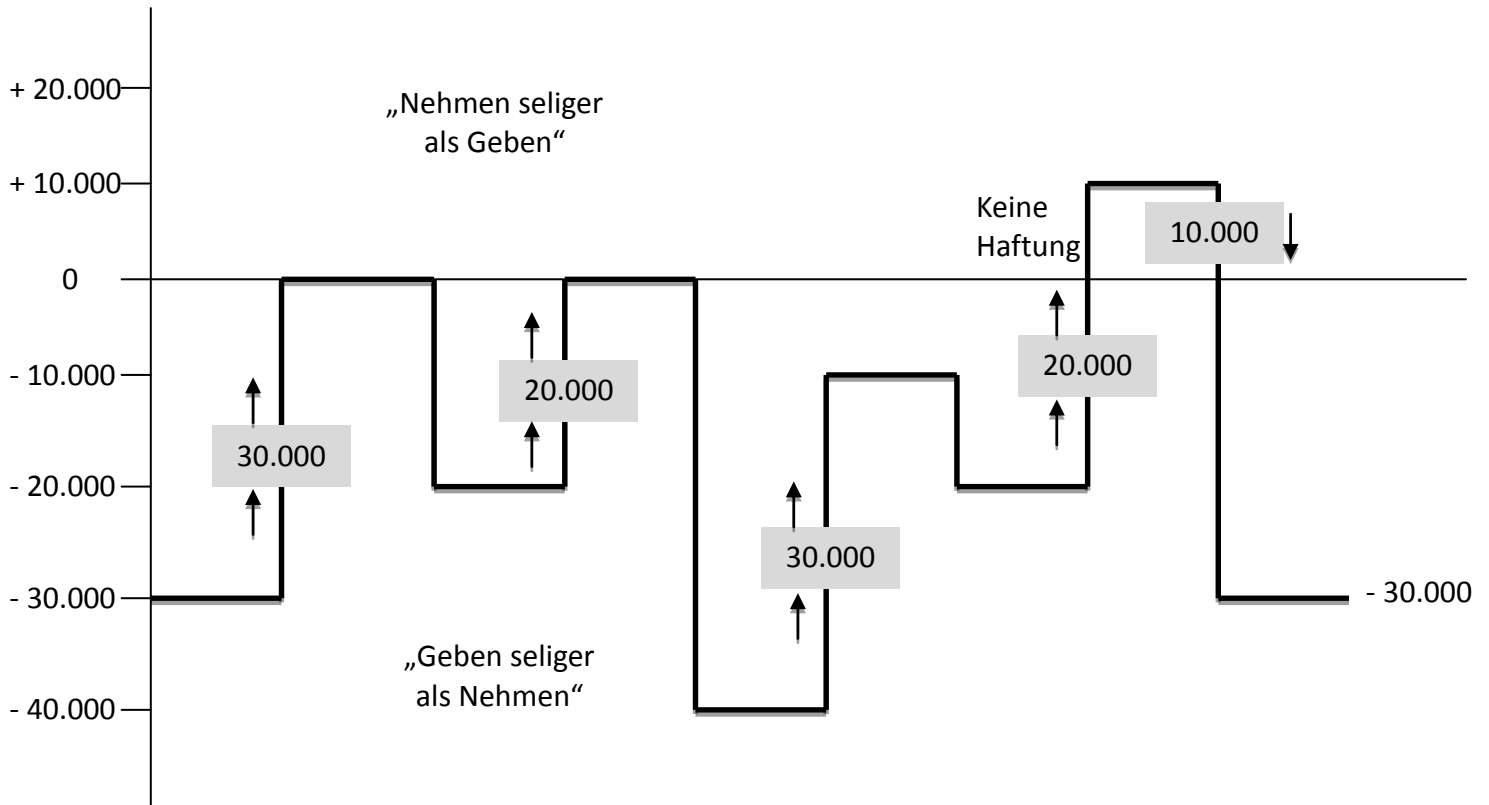 + 20.000
„Nehmen seliger
als Geben“
+ 10.000
Keine
Haftung
10.000
0
20.000
- 10.000
20.000
30.000
- 20.000
30.000
- 30.000
- 30.000
„Geben seliger
als Nehmen“
- 40.000